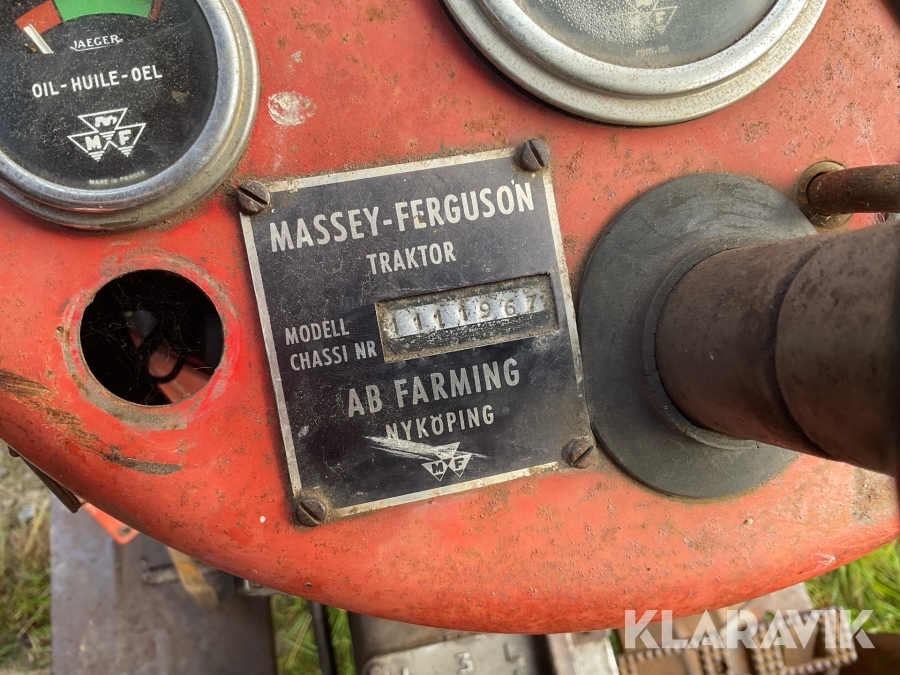 JAEGER
OIL-HUILE-OEL
MF
MASSEY-FERGUSON
TRAKTOR
MODELL
CHASSI NR
111967
AB FARMING
NYKÖPING
MF
KLARAVIK